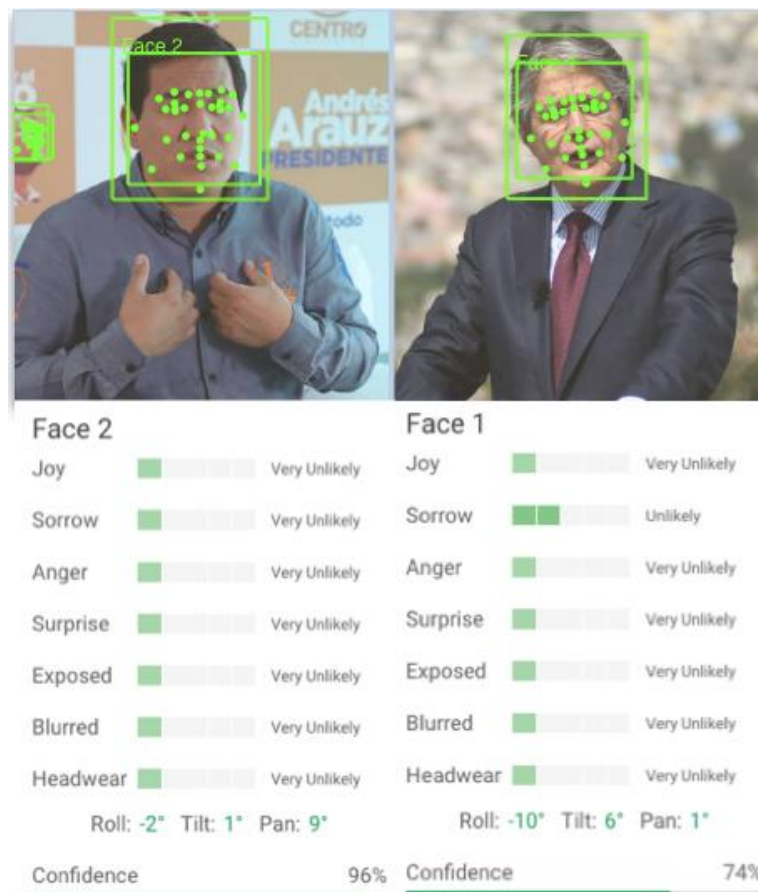 CENTRO
Face 2
Andrés
Arauz
PRESIDENTE
todo
Face 2
Joy Very Unlikely
Sorrow Very Unlikely
Anger Very Unlikely
Surprise Very Unlikely
Exposed Very Unlikely
Blurred Very Unlikely
Headwear Very Unlikely
Roll: -2° Tilt: 1° Pan: 9°
Confidence 96%
Face 1
Joy Very Unlikely
Sorrow Unlikely
Anger Very Unlikely
Surprise Very Unlikely
Exposed Very Unlikely
Blurred Very Unlikely
Headwear Very Unlikely
Roll: -10° Tilt: 6° Pan: 1°
Confidence 74%